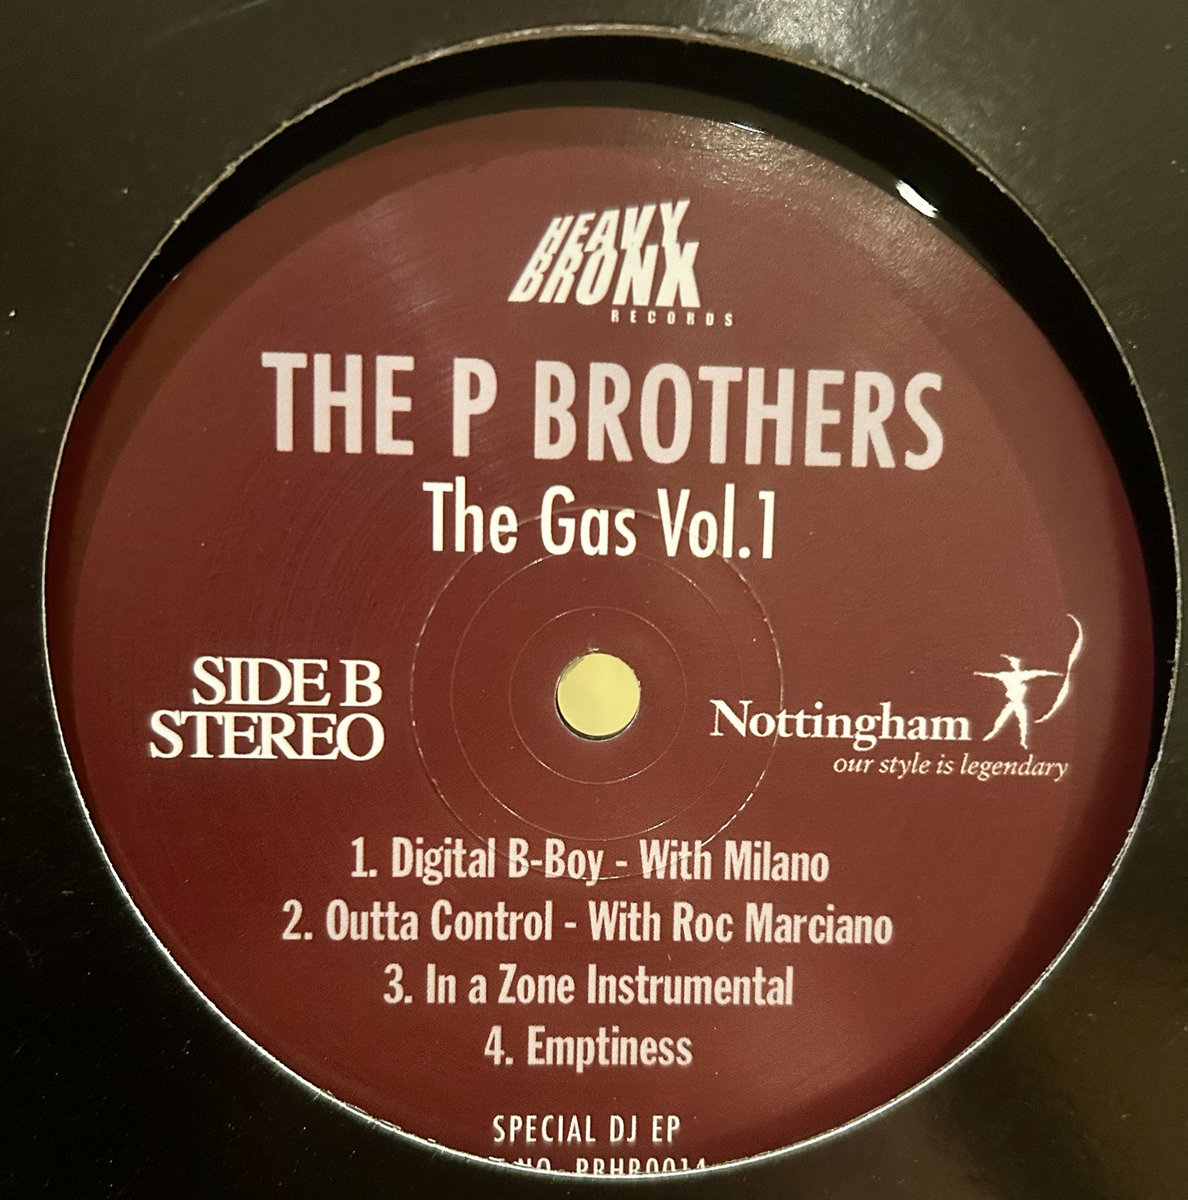 HEAVY
BRONX
RECORDS
THE P BROTHERS
The Gas Vol.1
SIDE B
STEREO
Nottingham
our style is legendary
1. Digital B-Boy - With Milano
2. Outta Control - With Roc Marciano
3. In a Zone Instrumental
4. Emptiness
SPECIAL DJ EP